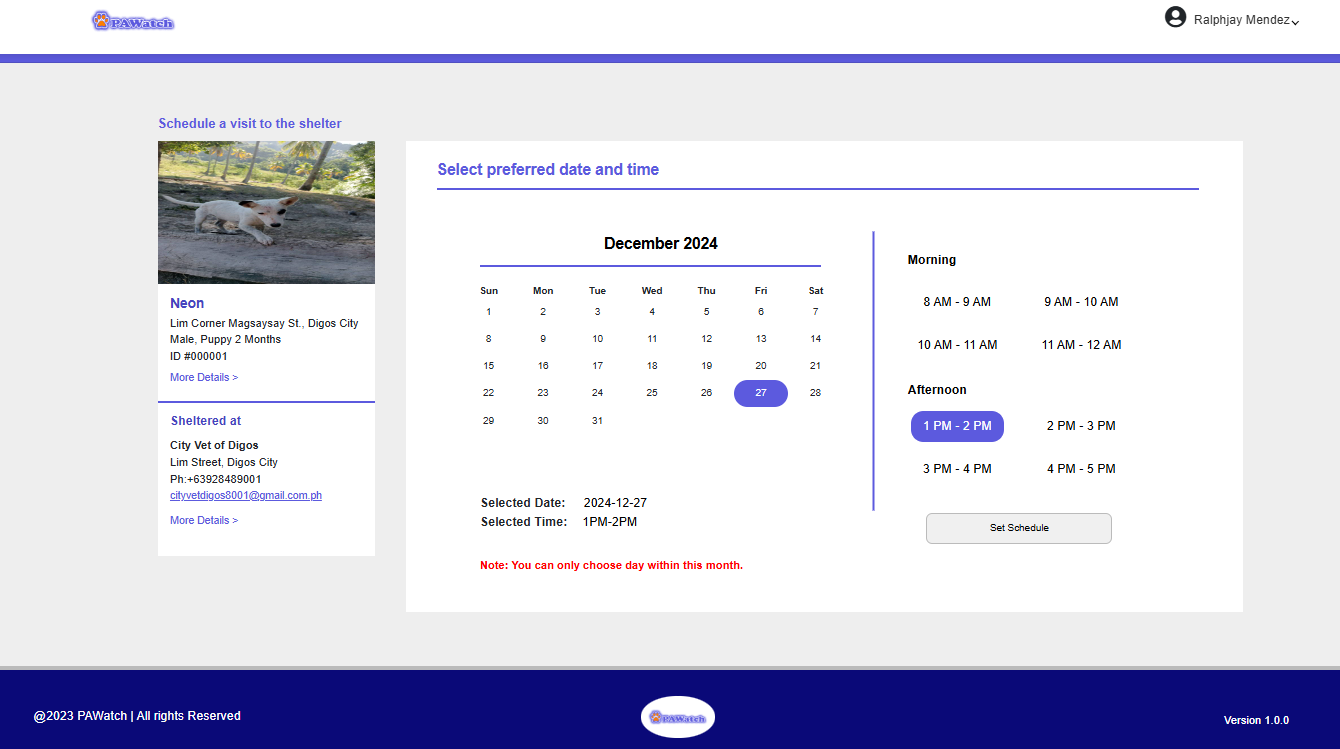 PAWatch
Ralphjay Mendez
Schedule a visit to the shelter
Neon
Lim Corner Magsaysay St., Digos City
Male, Puppy 2 Months
ID #000001
More Details >
Sheltered at
City Vet of Digos
Lim Street, Digos City
Ph:+63928489001
cityvetdigos8001@gmail.com.ph
More Details >
Select preferred date and time
December 2024
Sun Mon Tue Wed Thu Fri Sat
1 2 3 4 5 6 7
8 9 10 11 12 13 14
15 16 17 18 19 20 21
22 23 24 25 26 27 28
29 30 31
Selected Date: 2024-12-27
Selected Time: 1PM-2PM
Note: You can only choose day within this month.
Morning
8 AM - 9 AM 9 AM - 10 AM
10 AM - 11 AM 11 AM - 12 AM
Afternoon
1 PM - 2 PM 2 PM - 3 PM
3 PM - 4 PM 4 PM - 5 PM
Set Schedule
@2023 PAWatch | All rights Reserved
PAWatch
Version 1.0.0